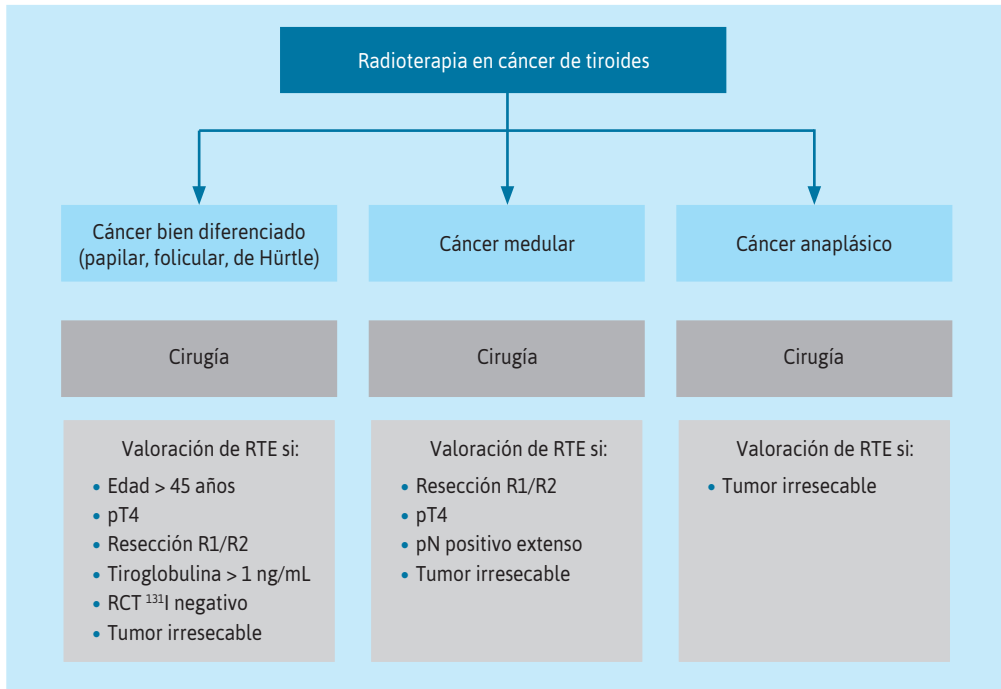 Radioterapia en cáncer de tiroides
Cáncer bien diferenciado
(papilar, folicular, de Hürtle)
Cirugía
Valoración de RTE si:
• Edad > 45 años
• pT4
• Resección R1/R2
• Tiroglobulina > 1 ng/mL
• RCT ¹³¹I negativo
• Tumor irresecable
Cáncer medular
Cirugía
Valoración de RTE si:
• Resección R1/R2
• pT4
• pN positivo extenso
• Tumor irresecable
Cáncer anaplásico
Cirugía
Valoración de RTE si:
• Tumor irresecable